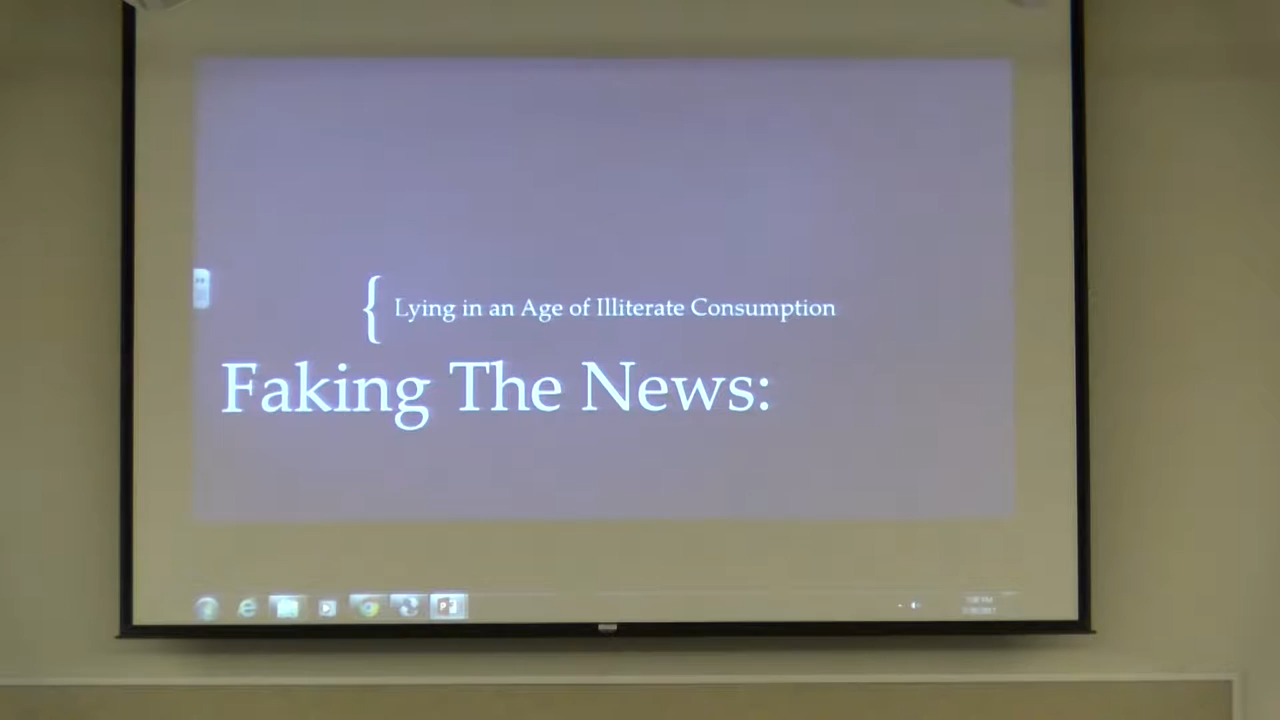 { Lying in an Age of Illiterate Consumption
Faking The News: